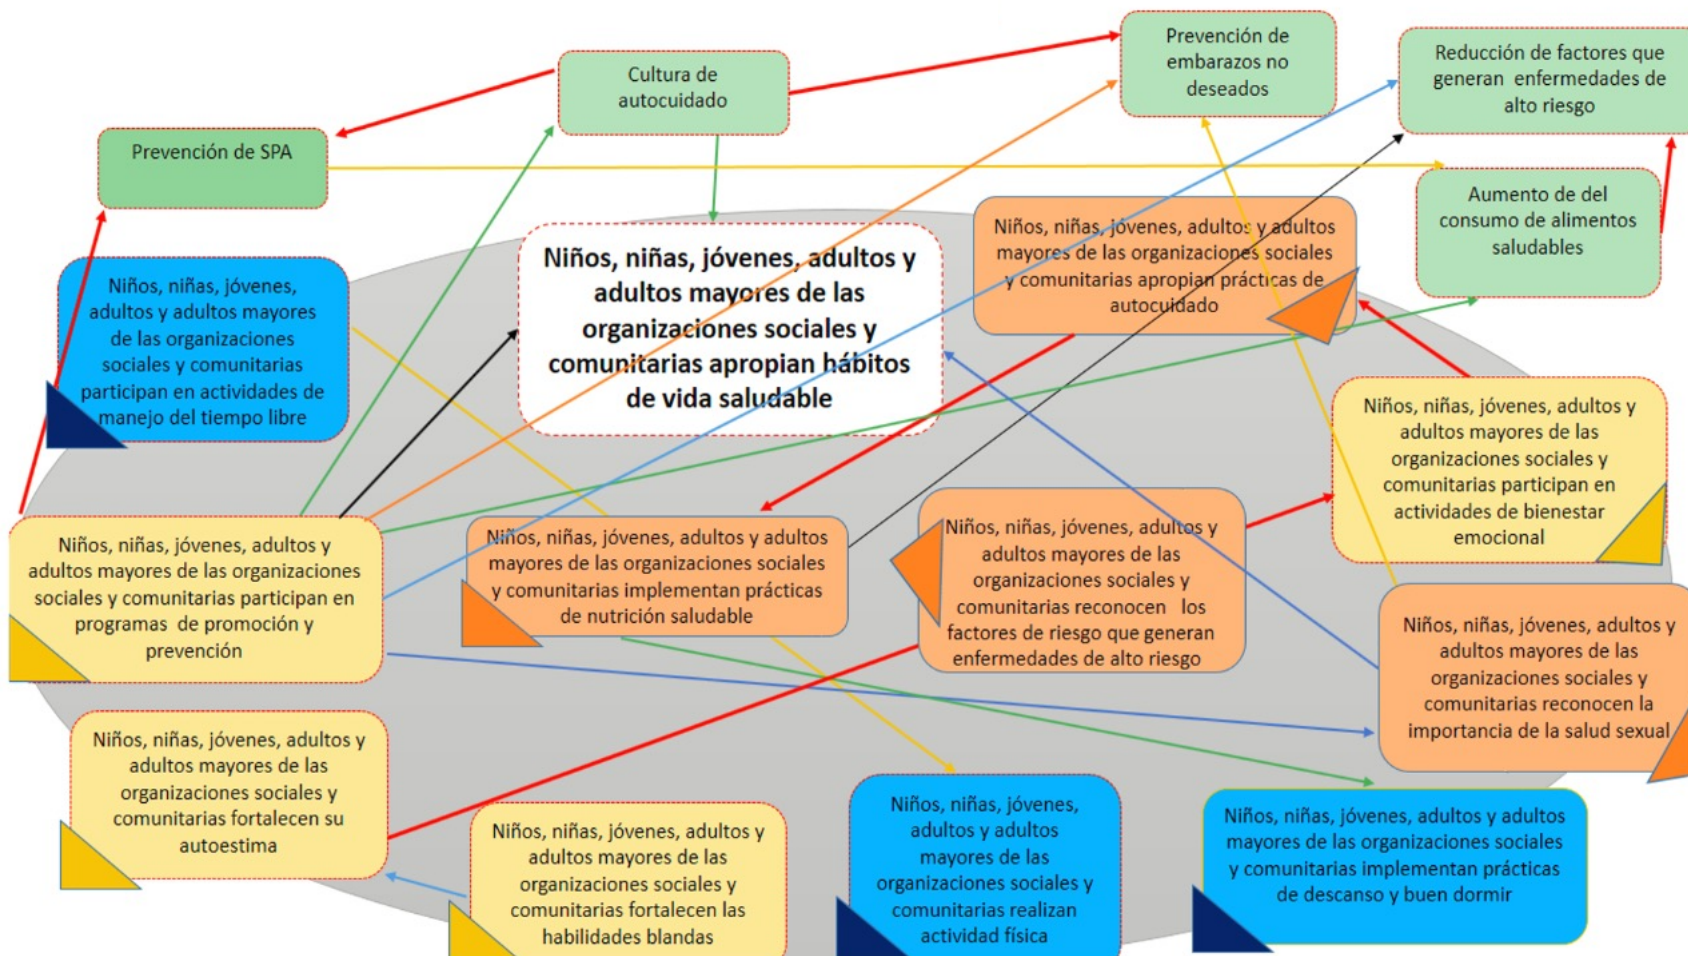 Cultura de
autocuidado
Prevención de
embarazos no
deseados
Reducción de factores que
generan enfermedades de
alto riesgo
Prevención de SPA
Aumento de del
consumo de alimentos
saludables
Niños, niñas, jóvenes,
adultos y adultos mayores
de las organizaciones
sociales y comunitarias
participan en actividades de
manejo del tiempo libre
Niños, niñas, jóvenes, adultos y
adultos mayores de las
organizaciones sociales y
comunitarias apropian hábitos
de vida saludable
Niños, niñas, jóvenes, adultos y adultos
mayores de las organizaciones sociales
y comunitarias apropian prácticas de
autocuidado
Niños, niñas, jóvenes, adultos y
adultos mayores de las
organizaciones sociales y
comunitarias participan en
actividades de bienestar
emocional
Niños, niñas, jóvenes, adultos y
adultos mayores de las organizaciones
sociales y comunitarias participan en
programas de promoción y
prevención
Niños, niñas, jóvenes, adultos y adultos
mayores de las organizaciones sociales
y comunitarias implementan prácticas
de nutrición saludable
Niños, niñas, jóvenes, adultos y
adultos mayores de las
organizaciones sociales y
comunitarias reconocen los
factores de riesgo que generan
enfermedades de alto riesgo
Niños, niñas, jóvenes, adultos y
adultos mayores de las
organizaciones sociales y
comunitarias reconocen la
importancia de la salud sexual
Niños, niñas, jóvenes, adultos y
adultos mayores de las
organizaciones sociales y
comunitarias fortalecen su
autoestima
Niños, niñas, jóvenes, adultos y
adultos mayores de las
organizaciones sociales y
comunitarias fortalecen las
habilidades blandas
Niños, niñas, jóvenes,
adultos y adultos
mayores de las
organizaciones sociales y
comunitarias realizan
actividad física
Niños, niñas, jóvenes, adultos y adultos
mayores de las organizaciones sociales
y comunitarias implementan prácticas
de descanso y buen dormir